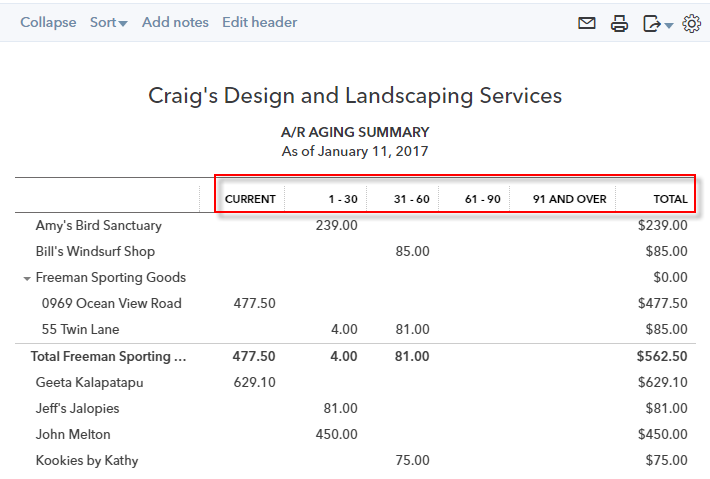 Collapse Sort Add notes Edit header
Craig's Design and Landscaping Services
A/R AGING SUMMARY
As of January 11, 2017
CURRENT 1 - 30 31 - 60 61 - 90 91 AND OVER TOTAL
Amy's Bird Sanctuary 239.00 $239.00
Bill's Windsurf Shop 85.00 $85.00
Freeman Sporting Goods $0.00
0969 Ocean View Road 477.50 $477.50
55 Twin Lane 4.00 81.00 $85.00
Total Freeman Sporting ... 477.50 4.00 81.00 $562.50
Geeta Kalapatapu 629.10 $629.10
Jeff's Jalopies 81.00 $81.00
John Melton 450.00 $450.00
Kookies by Kathy 75.00 $75.00